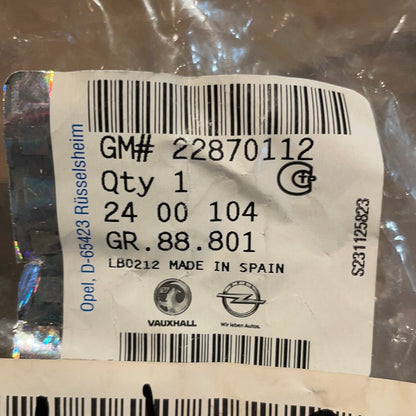 GM# 22870112
Qty 1
24 00 104
GR.88.801
LB0212 MADE IN SPAIN
VAUXHALL
Wir leben Autos.
Opel, D-65423 Rüsselsheim
S231125823